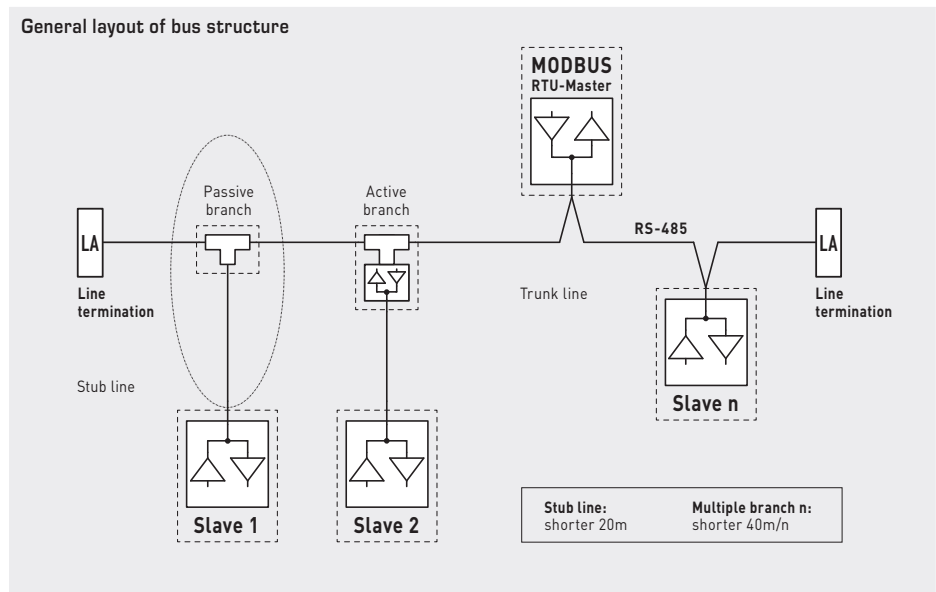 General layout of bus structure
MODBUS
RTU-Master
Passive
branch
Active
branch
LA
RS-485
LA
Line
termination
Trunk line
Line
termination
Stub line
Slave n
Slave 1
Slave 2
Stub line:
shorter 20m
Multiple branch n:
shorter 40m/n